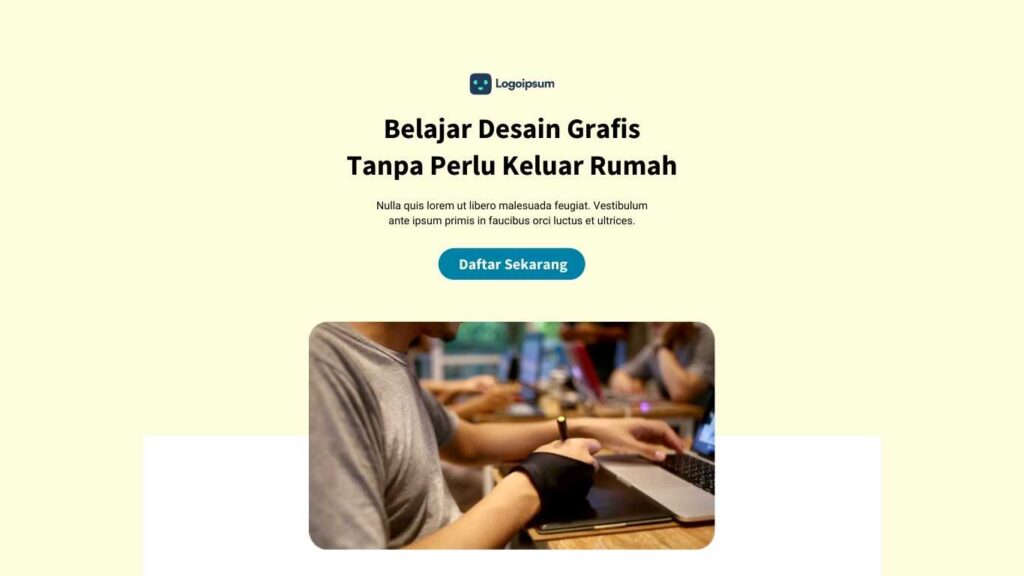 Logoipsum
Belajar Desain Grafis
Tanpa Perlu Keluar Rumah
Nulla quis lorem ut libero malesuada feugiat. Vestibulum
ante ipsum primis in faucibus orci luctus et ultrices.
Daftar Sekarang